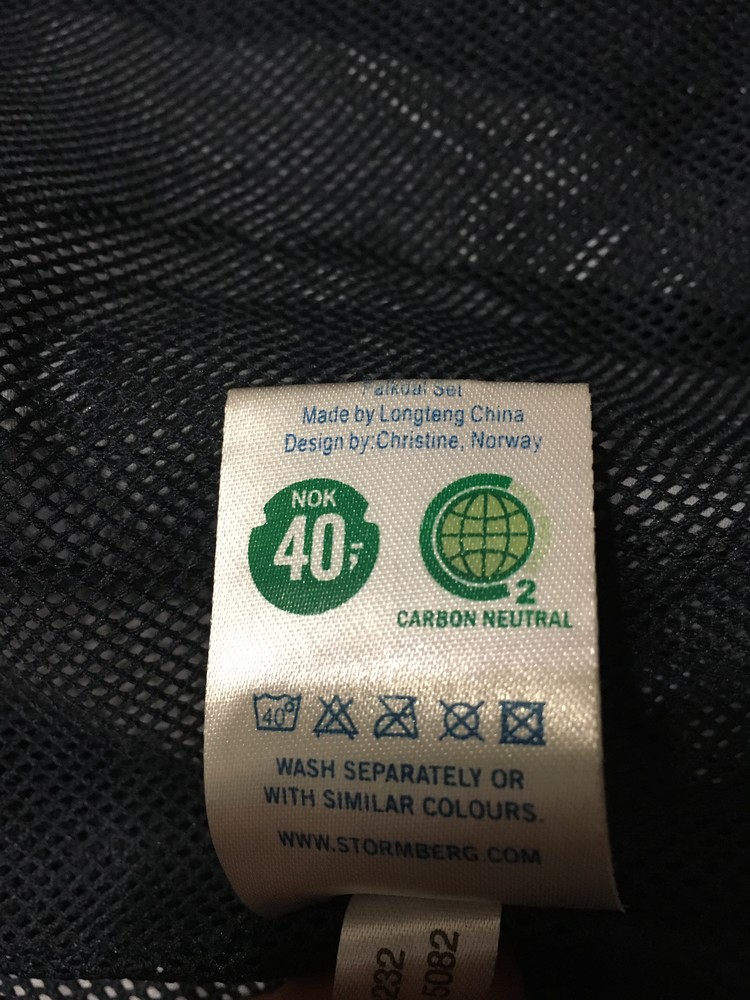 Set
Made by Longteng China
Design by:Christine, Norway
NOK
40,-
2
CARBON NEUTRAL
40°
WASH SEPARATELY OR
WITH SIMILAR COLOURS.
WWW.STORMBERG.COM
232
5082